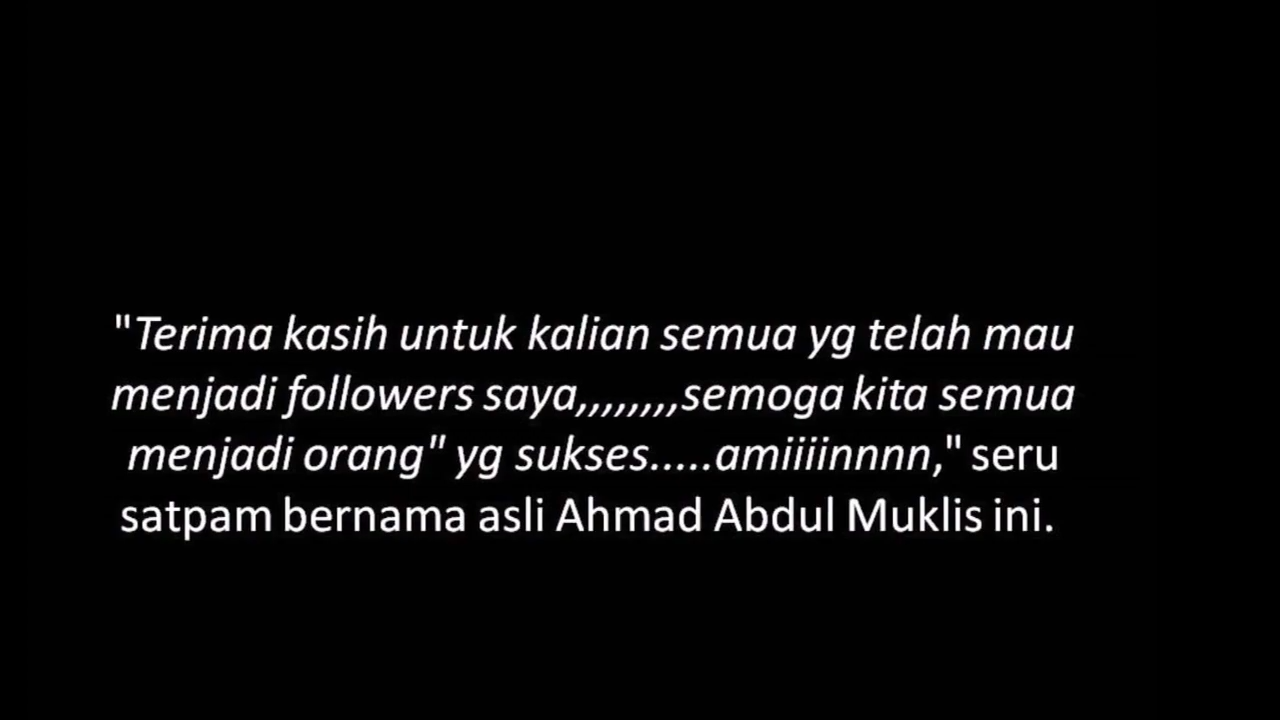 "Terima kasih untuk kalian semua yg telah mau
menjadi followers saya,,,,,,,,semoga kita semua
menjadi orang" yg sukses.....amiiiinnnn," seru
satpam bernama asli Ahmad Abdul Muklis ini.